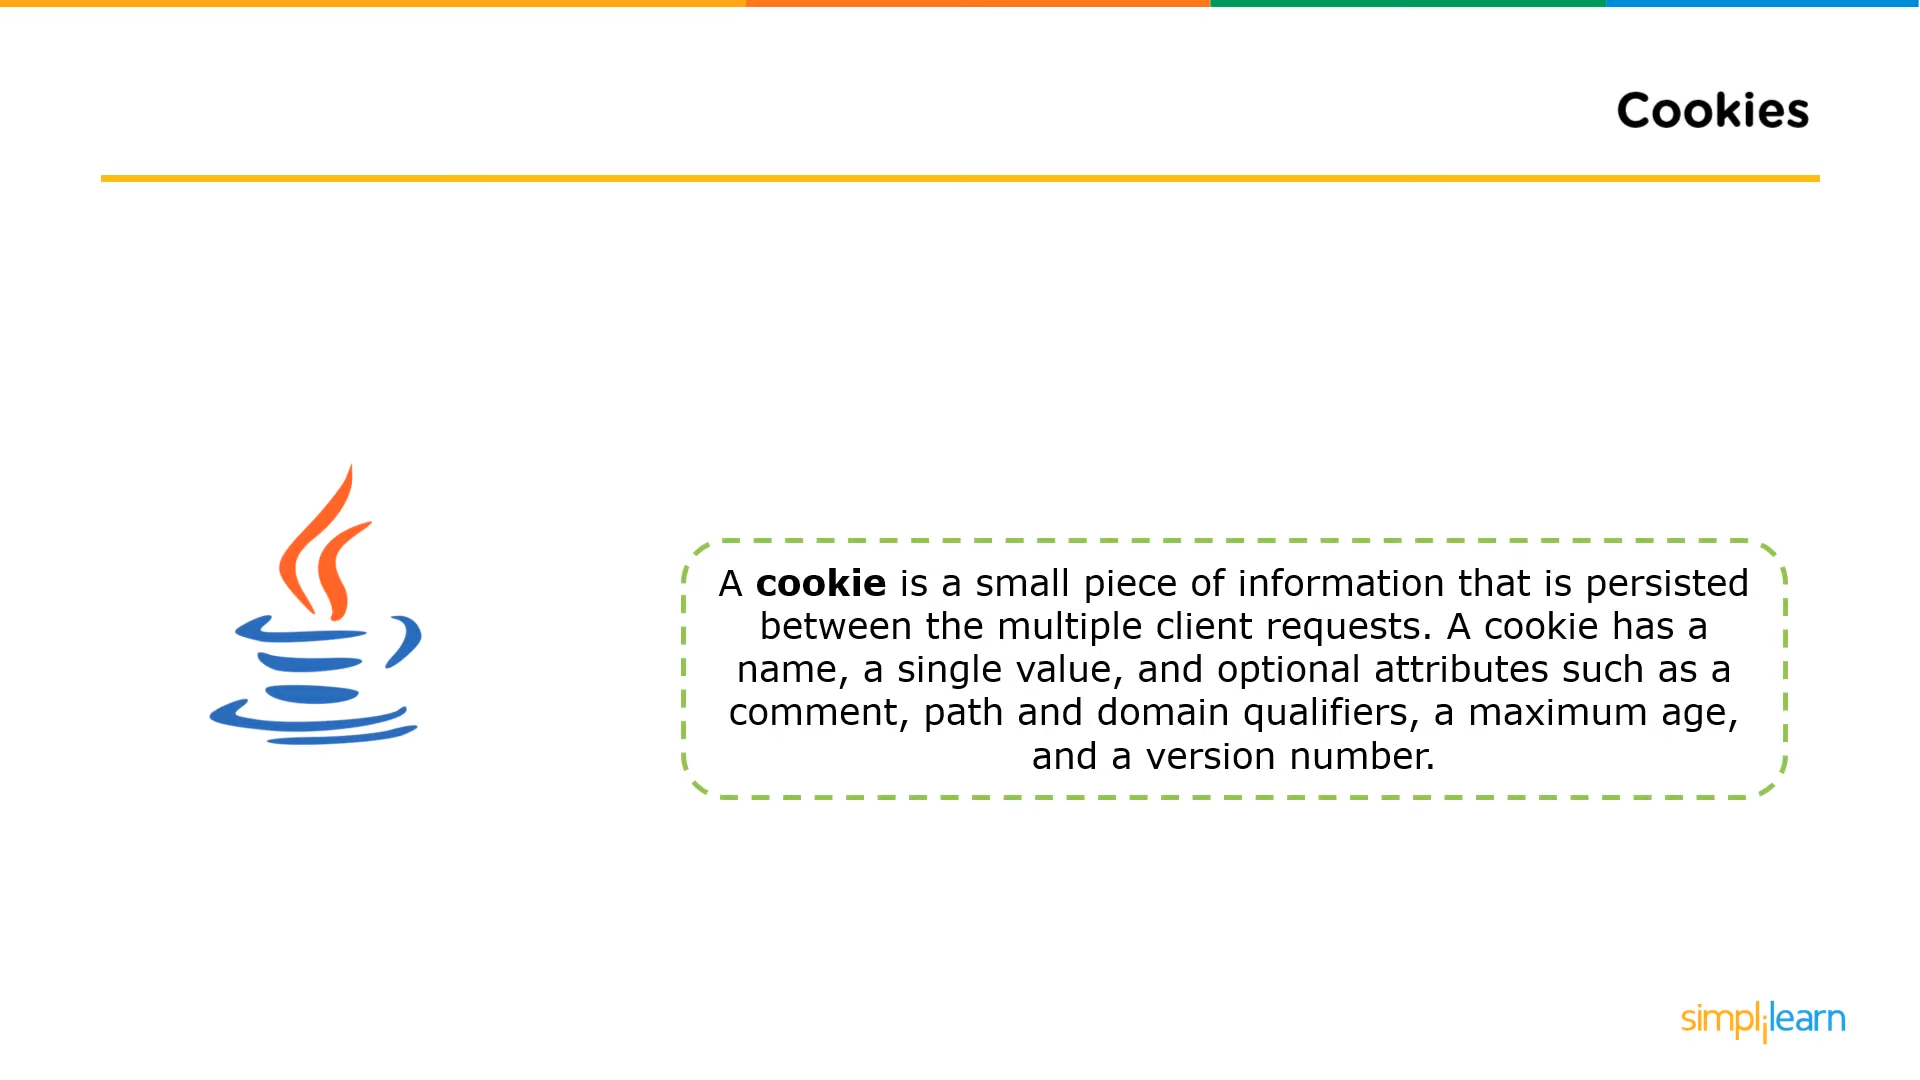 Cookies
A cookie is a small piece of information that is persisted
between the multiple client requests. A cookie has a
name, a single value, and optional attributes such as a
comment, path and domain qualifiers, a maximum age,
and a version number.
simplilearn